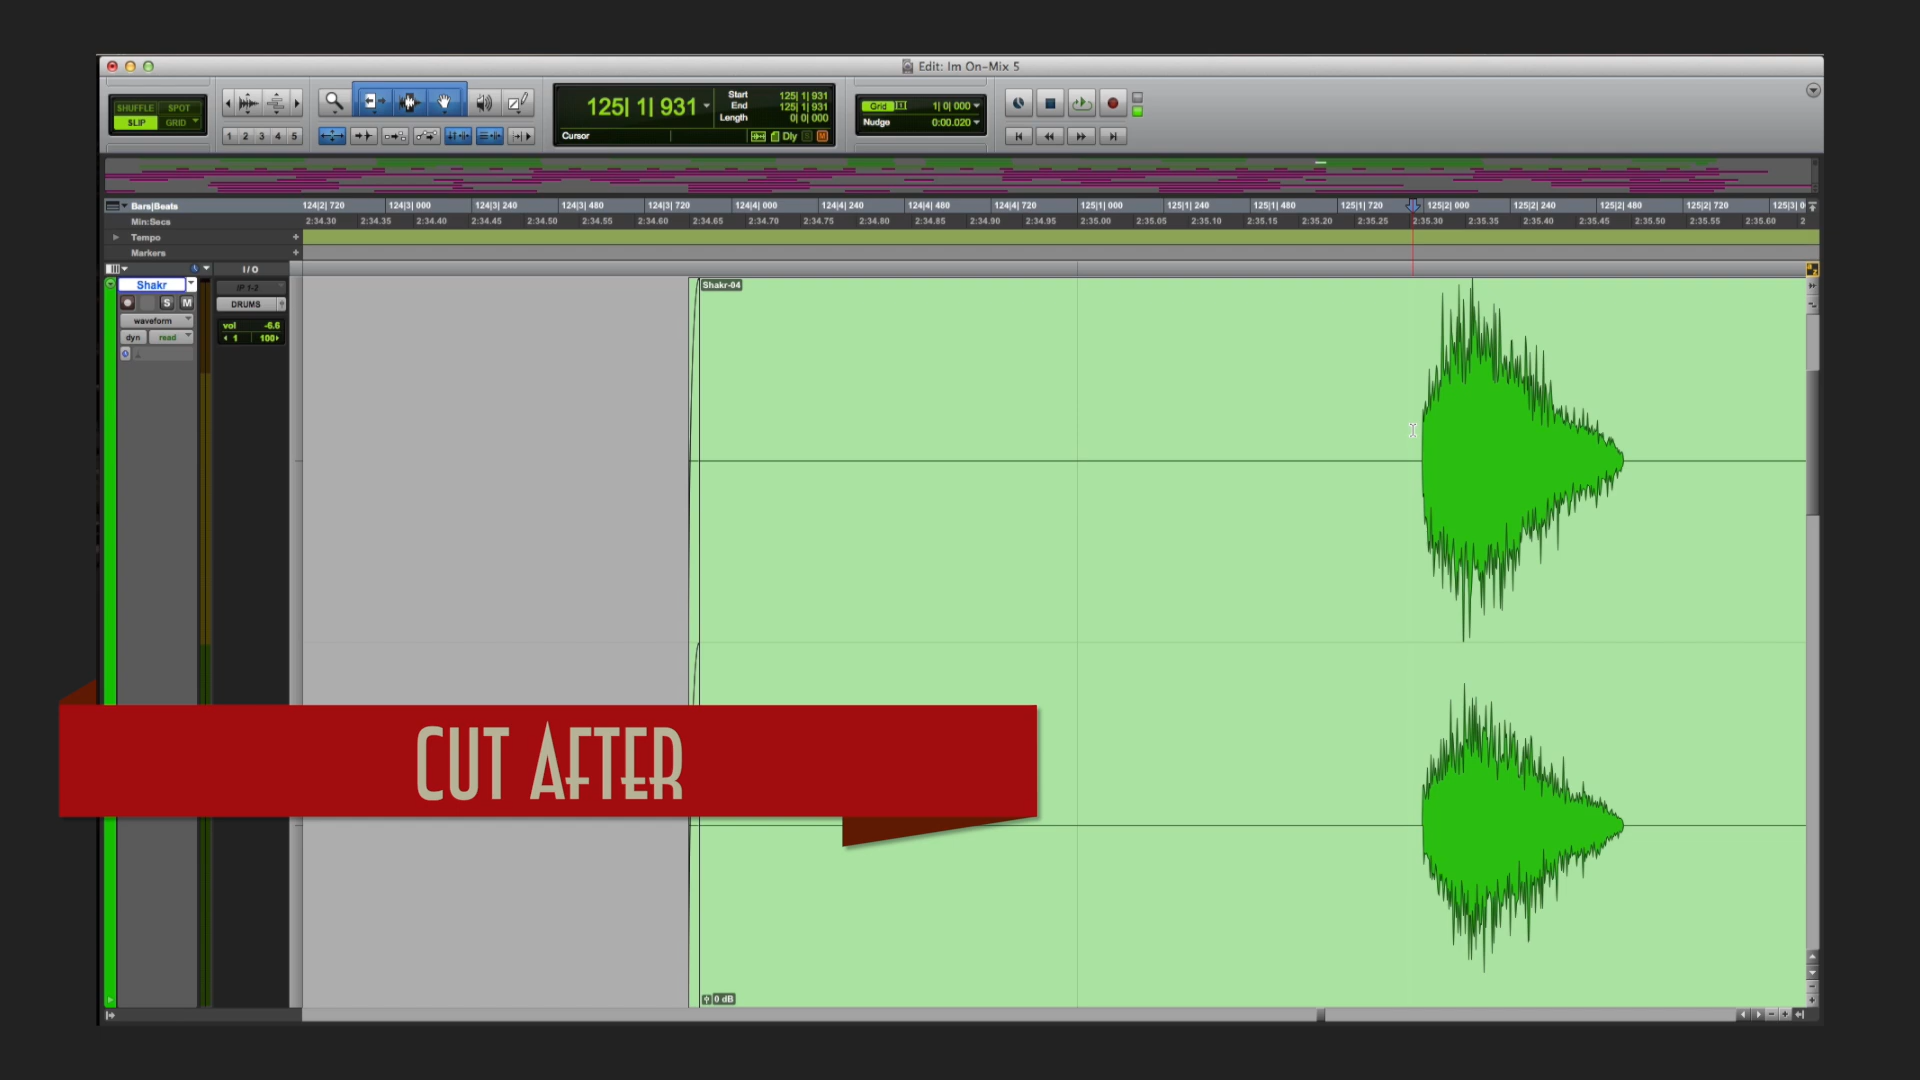 Edit: Im On-Mix 5
SHUFFLE SPOT
SLIP GRID
1 2 3 4 5
125| 1| 931
Start 125| 1| 931
End 125| 1| 931
Length 0| 0| 000
Cursor
Dly
Grid 1| 0| 000
Nudge 0:00.020
Bars|Beats 124|2| 720 124|3| 000 124|3| 240 124|3| 480 124|3| 720 124|4| 000 124|4| 240 124|4| 480 124|4| 720 125|1| 000 125|1| 240 125|1| 480 125|1| 720 125|2| 000 125|2| 240 125|2| 480 125|2| 720 125|3| 0
Min:Secs 2:34.30 2:34.35 2:34.40 2:34.45 2:34.50 2:34.55 2:34.60 2:34.65 2:34.70 2:34.75 2:34.80 2:34.85 2:34.90 2:34.95 2:35.00 2:35.05 2:35.10 2:35.15 2:35.20 2:35.25 2:35.30 2:35.35 2:35.40 2:35.45 2:35.50 2:35.55 2:35.60 2
Tempo
Markers
I/O
Shakr
IP 1-2
S M
DRUMS
waveform
vol -6.6
dyn read
1 100
Shakr-04
CUT AFTER
0 dB